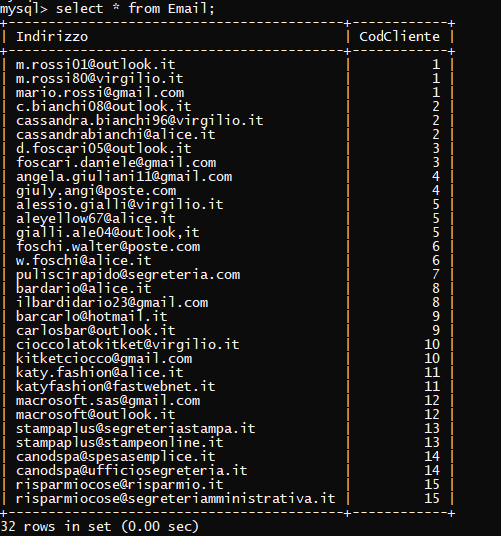 mysql> select * from Email;
+----------------------------------------+------------+
| Indirizzo                              | CodCliente |
+----------------------------------------+------------+
| m.rossi01@outlook.it                   |          1 |
| m.rossi80@virgilio.it                  |          1 |
| mario.rossi@gmail.com                  |          1 |
| c.bianchi08@outlook.it                 |          2 |
| cassandra.bianchi96@virgilio.it        |          2 |
| cassandrabianchi@alice.it              |          2 |
| d.foscari05@outlook.it                 |          3 |
| foscari.daniele@gmail.com              |          3 |
| angela.giuliani11@gmail.com            |          4 |
| giuly.angi@poste.com                   |          4 |
| alessio.gialli@virgilio.it             |          5 |
| aleyellow67@alice.it                   |          5 |
| gialli.ale04@outlook,it                |          5 |
| foschi.walter@poste.com                |          6 |
| w.foschi@alice.it                      |          6 |
| puliscirapido@segreteria.com           |          7 |
| bardario@alice.it                      |          8 |
| ilbardidario23@gmail.com               |          8 |
| barcarlo@hotmail.it                    |          9 |
| carlosbar@outlook.it                   |          9 |
| cioccolatokitket@virgilio.it           |         10 |
| kitketciocco@gmail.com                 |         10 |
| katy.fashion@alice.it                  |         11 |
| katyfashion@fastwebnet.it              |         11 |
| macrosoft.sas@gmail.com                |         12 |
| macrosoft@outlook.it                   |         12 |
| stampaplus@segreteriastampa.it         |         13 |
| stampaplus@stampeonline.it             |         13 |
| canodspa@spesasemplice.it              |         14 |
| canodspa@ufficiosegreteria.it          |         14 |
| risparmiocose@risparmio.it             |         15 |
| risparmiocose@segreteriamministrativa.it |         15 |
+----------------------------------------+------------+
32 rows in set (0.00 sec)